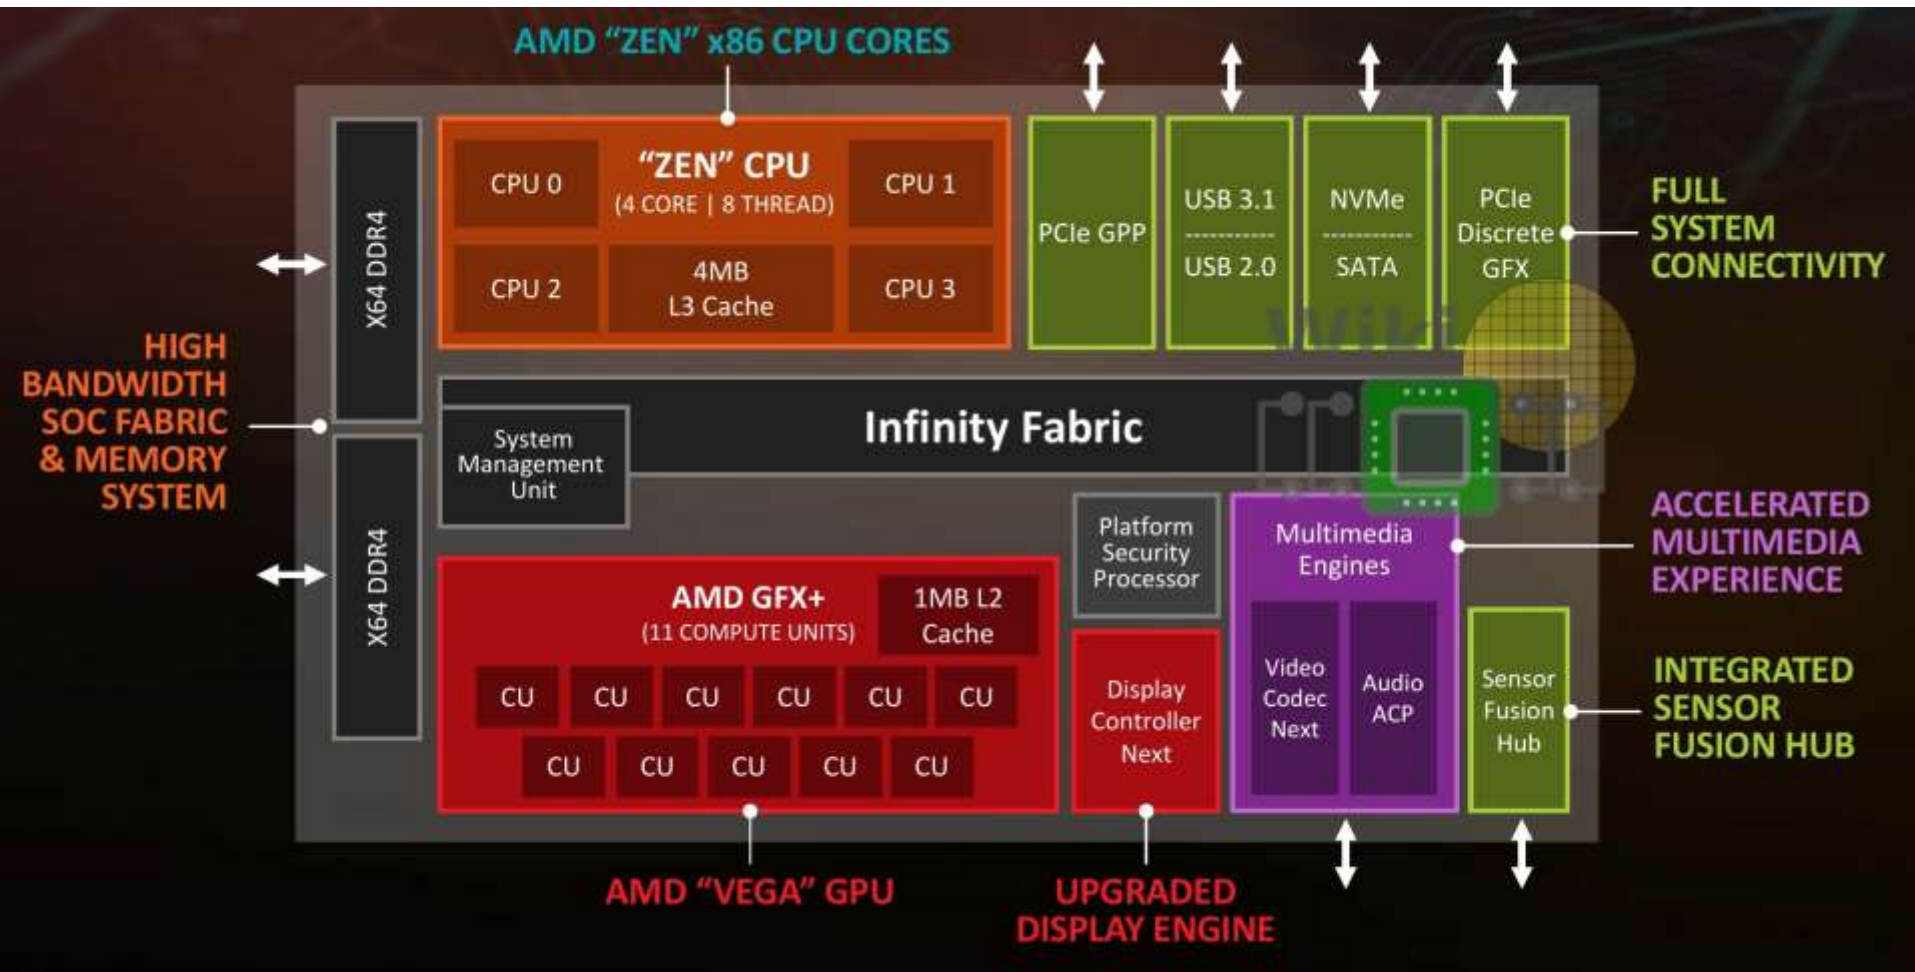 AMD “ZEN” x86 CPU CORES
X64 DDR4
X64 DDR4
CPU 0
“ZEN” CPU
(4 CORE | 8 THREAD)
CPU 1
CPU 2
4MB
L3 Cache
CPU 3
PCIe GPP
USB 3.1
USB 2.0
NVMe
SATA
PCIe
Discrete
GFX
FULL
SYSTEM
CONNECTIVITY
Wiki
HIGH
BANDWIDTH
SOC FABRIC
& MEMORY
SYSTEM
Infinity Fabric
System
Management
Unit
Platform
Security
Processor
Multimedia
Engines
Video
Codec
Next
Audio
ACP
ACCELERATED
MULTIMEDIA
EXPERIENCE
AMD GFX+
(11 COMPUTE UNITS)
1MB L2
Cache
CU CU CU CU CU CU
CU CU CU CU CU
Display
Controller
Next
Sensor
Fusion
Hub
INTEGRATED
SENSOR
FUSION HUB
AMD “VEGA” GPU
UPGRADED
DISPLAY ENGINE